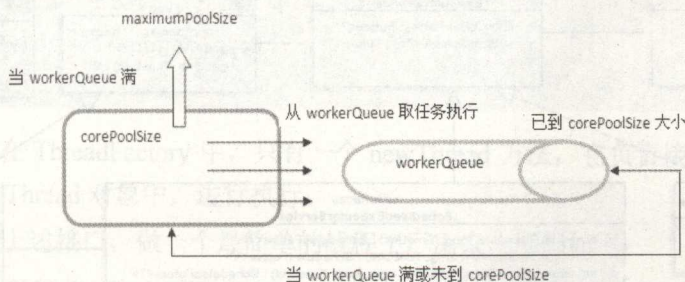 maximumPoolSize
当 workerQueue 满
从 workerQueue 取任务执行
已到 corePoolSize 大小
corePoolSize
workerQueue
当 workerQueue 满或未到 corePoolSize